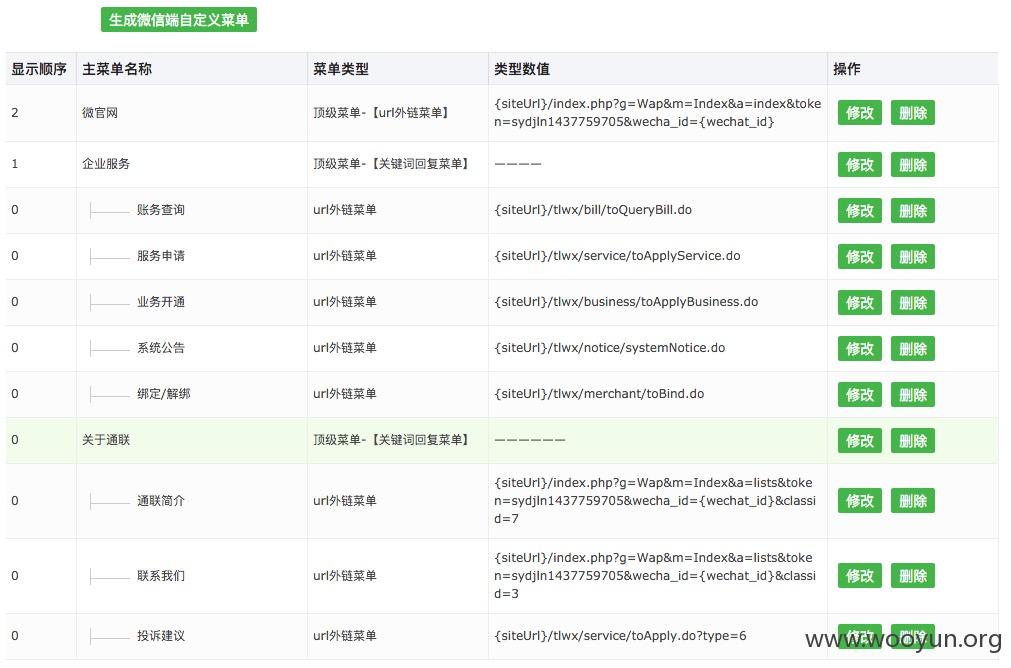 生成微信端自定义菜单
显示顺序 主菜单名称 菜单类型 类型数值 操作
2 微官网 顶级菜单-【url外链菜单】 {siteUrl}/index.php?g=Wap&m=Index&a=index&toke
n=sydjln1437759705&wecha_id={wechat_id} 修改 删除
1 企业服务 顶级菜单-【关键词回复菜单】 ———— 修改 删除
0 账务查询 url外链菜单 {siteUrl}/tlwx/bill/toQueryBill.do 修改 删除
0 服务申请 url外链菜单 {siteUrl}/tlwx/service/toApplyService.do 修改 删除
0 业务开通 url外链菜单 {siteUrl}/tlwx/business/toApplyBusiness.do 修改 删除
0 系统公告 url外链菜单 {siteUrl}/tlwx/notice/systemNotice.do 修改 删除
0 绑定/解绑 url外链菜单 {siteUrl}/tlwx/merchant/toBind.do 修改 删除
0 关于通联 顶级菜单-【关键词回复菜单】 —————— 修改 删除
0 通联简介 url外链菜单 {siteUrl}/index.php?g=Wap&m=Index&a=lists&toke
n=sydjln1437759705&wecha_id={wechat_id}&classi
d=7 修改 删除
0 联系我们 url外链菜单 {siteUrl}/index.php?g=Wap&m=Index&a=lists&toke
n=sydjln1437759705&wecha_id={wechat_id}&classi
d=3 修改 删除
0 投诉建议 url外链菜单 {siteUrl}/tlwx/service/toApply.do?type=6 修改 删除
www.wooyun.org